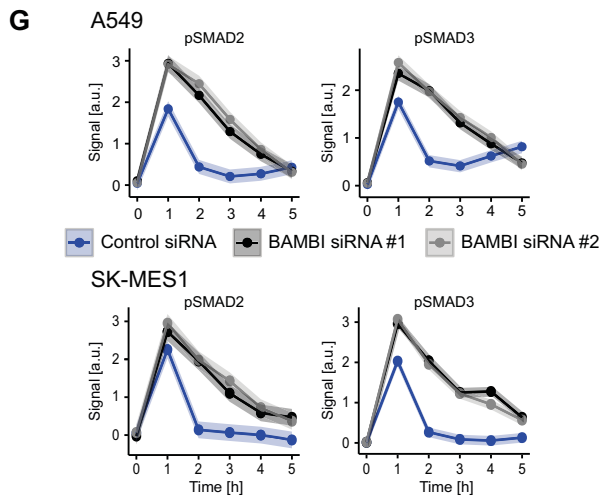 G
A549
pSMAD2
pSMAD3
Signal [a.u.]
3
2
1
0
0 1 2 3 4 5
Signal [a.u.]
2
1
0
0 1 2 3 4 5
Control siRNA BAMBI siRNA #1 BAMBI siRNA #2
SK-MES1
pSMAD2
pSMAD3
Signal [a.u.]
3
2
1
0
0 1 2 3 4 5
Time [h]
Signal [a.u.]
3
2
1
0
0 1 2 3 4 5
Time [h]